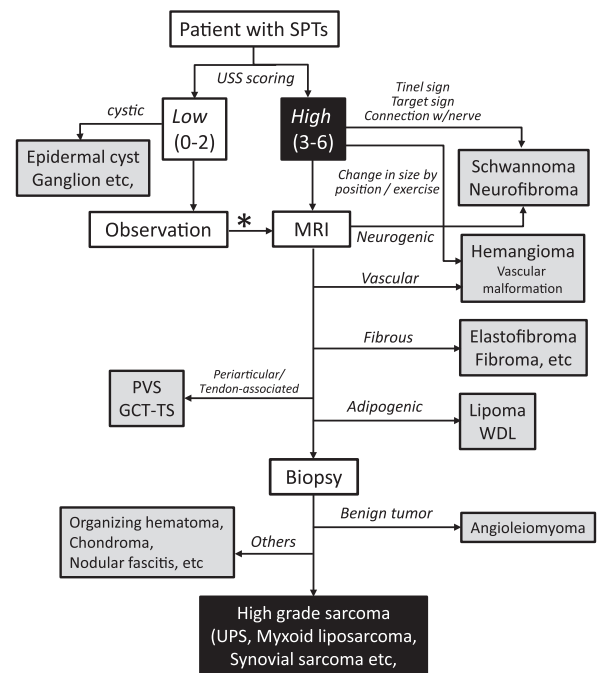 Patient with SPTs
USS scoring
cystic
Low
(0-2)
High
(3-6)
Tinel sign
Target sign
Connection w/nerve
Epidermal cyst
Ganglion etc,
Change in size by
position / exercise
Schwannoma
Neurofibroma
Observation
*
MRI
Neurogenic
Hemangioma
Vascular
malformation
Vascular
Fibrous
Elastofibroma
Fibroma, etc
Periarticular/
Tendon-associated
PVS
GCT-TS
Adipogenic
Lipoma
WDL
Biopsy
Organizing hematoma,
Chondroma,
Nodular fascitis, etc
Benign tumor
Angioleiomyoma
Others
High grade sarcoma
(UPS, Myxoid liposarcoma,
Synovial sarcoma etc,